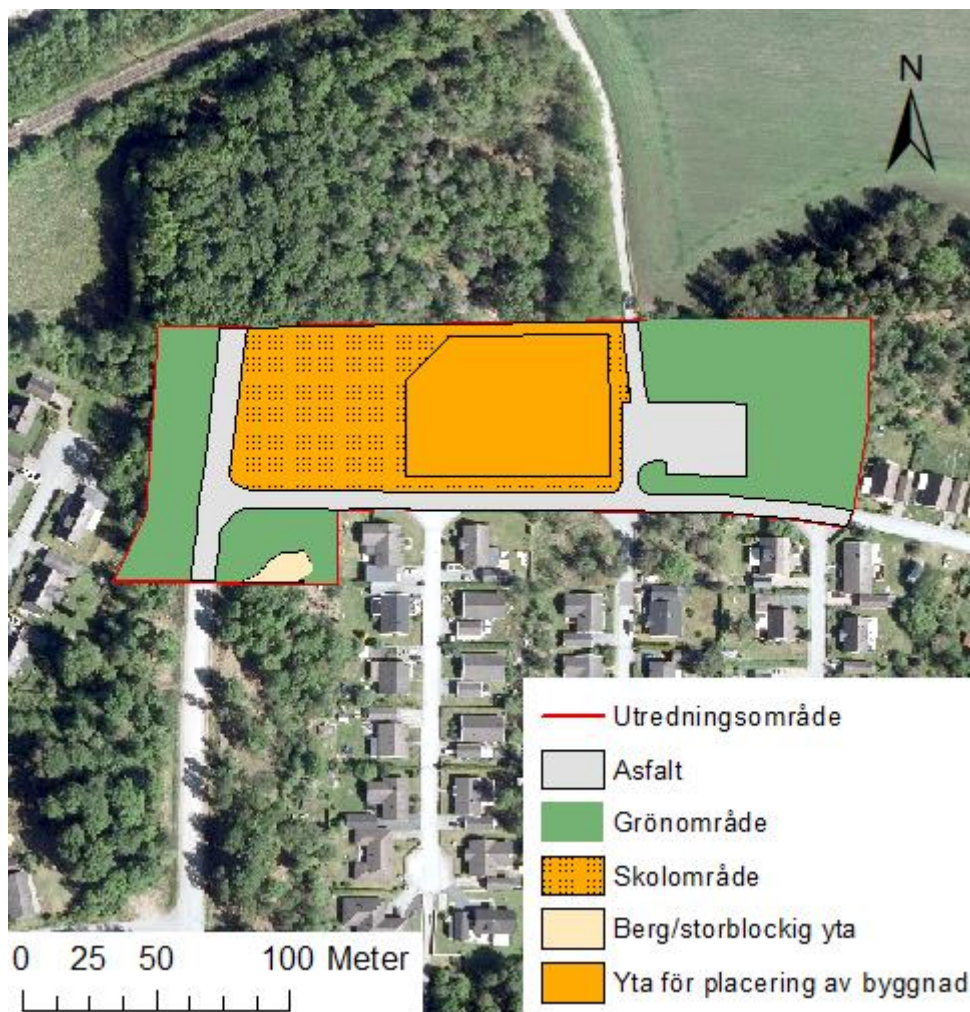 N
Utredningsområde
Asfalt
Grönområde
Skolområde
Berg/storblockig yta
Yta för placering av byggnad
0 25 50 100 Meter